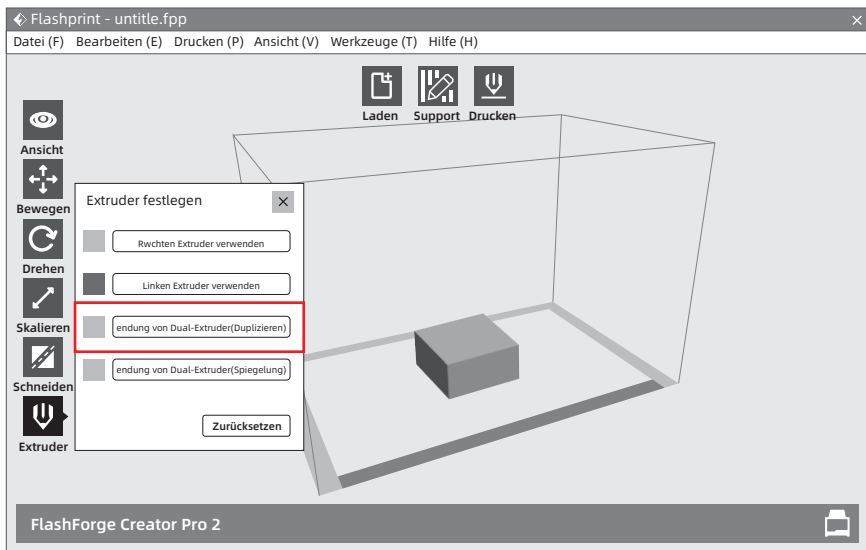 Flashprint - untitle.fpp
Datei (F) Bearbeiten (E) Drucken (P) Ansicht (V) Werkzeuge (T) Hilfe (H)
Laden Support Drucken
Ansicht
Bewegen
Drehen
Skalieren
Schneiden
Extruder
Extruder festlegen
Rwchten Extruder verwenden
Linken Extruder verwenden
endung von Dual-Extruder(Duplizieren)
endung von Dual-Extruder(Spiegelung)
Zurücksetzen
FlashForge Creator Pro 2